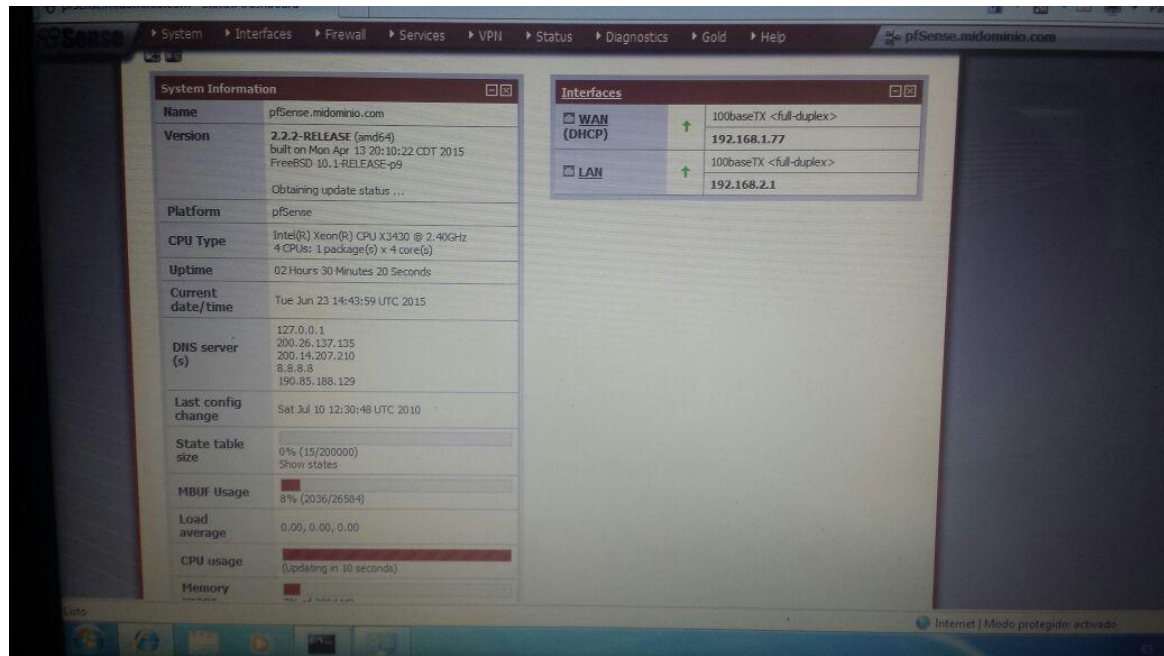 Sense
System Interfaces Firewall Services VPN Status Diagnostics Gold Help
pfSense.midominio.com
System Information
Name pfSense.midominio.com
Version 2.2.2-RELEASE (amd64)
built on Mon Apr 13 20:10:22 CDT 2015
FreeBSD 10.1-RELEASE-p9
Obtaining update status ...
Platform pfSense
CPU Type Intel(R) Xeon(R) CPU X3430 @ 2.40GHz
4 CPUs: 1 package(s) x 4 core(s)
Uptime 02 Hours 30 Minutes 20 Seconds
Current
date/time Tue Jun 23 14:43:59 UTC 2015
DNS server
(s)
127.0.0.1
200.26.137.135
200.14.207.210
8.8.8.8
190.85.188.129
Last config
change Sat Jul 10 12:30:48 UTC 2010
State table
size 0% (15/200000)
Show states
MBUF Usage 8% (2036/26584)
Load
average 0.00, 0.00, 0.00
CPU usage (Updating in 10 seconds)
Memory
Interfaces
WAN
(DHCP)
100baseTX <full-duplex>
192.168.1.77
LAN
100baseTX <full-duplex>
192.168.2.1
Listo
Internet | Modo protegido: activado